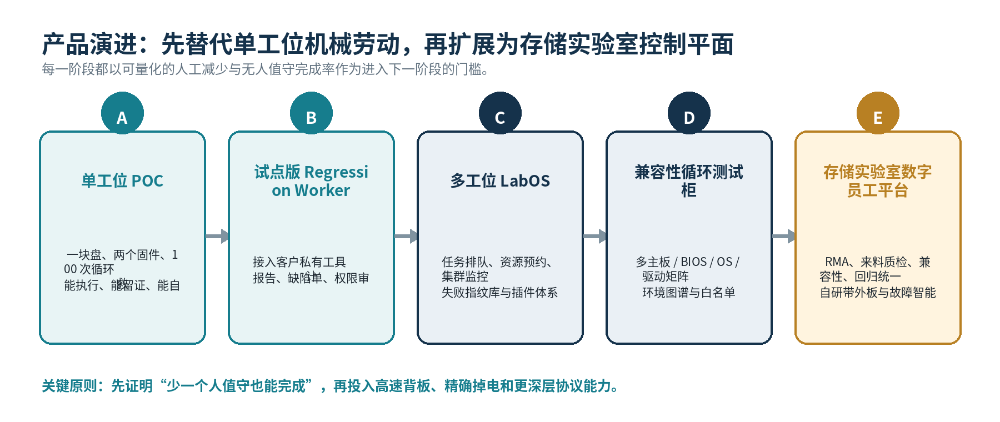 产品演进：先替代单工位机械劳动，再扩展为存储实验室控制平面
每一阶段都以可量化的人工减少与无人值守完成率作为进入下一阶段的门槛。
A
单工位 POC
一块盘、两个固件、1
00 次循环
能执行、能留证、能自
救
B
试点版 Regressi
on Worker
接入客户私有工具
报告、缺陷单、权限审
计
C
多工位 LabOS
任务排队、资源预约、
集群监控
失败指纹库与插件体系
D
兼容性循环测试
柜
多主板 / BIOS / OS /
驱动矩阵
环境图谱与白名单
E
存储实验室数字
员工平台
RMA、来料质检、兼
容性、回归统一
自研带外板与故障智能
关键原则：先证明“少一个人值守也能完成”，再投入高速背板、精确掉电和更深层协议能力。